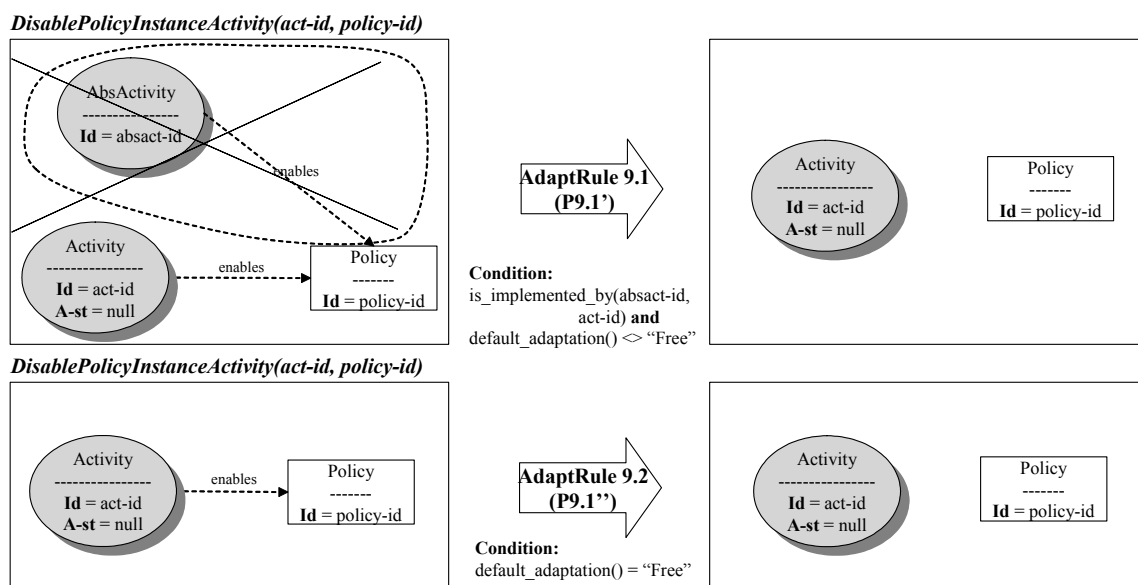 DisablePolicyInstanceActivity(act-id, policy-id)
AbsActivity
-----------------
Id = absact-id
enables
Activity
-----------------
Id = act-id
A-st = null
enables
Policy
-------
Id = policy-id
AdaptRule 9.1
(P9.1’)
Condition:
is_implemented_by(absact-id,
act-id) and
default_adaptation() <> “Free”
Activity
-----------------
Id = act-id
A-st = null
Policy
-------
Id = policy-id
DisablePolicyInstanceActivity(act-id, policy-id)
Activity
-----------------
Id = act-id
A-st = null
enables
Policy
-------
Id = policy-id
AdaptRule 9.2
(P9.1’’)
Condition:
default_adaptation() = “Free”
Activity
-----------------
Id = act-id
A-st = null
Policy
-------
Id = policy-id